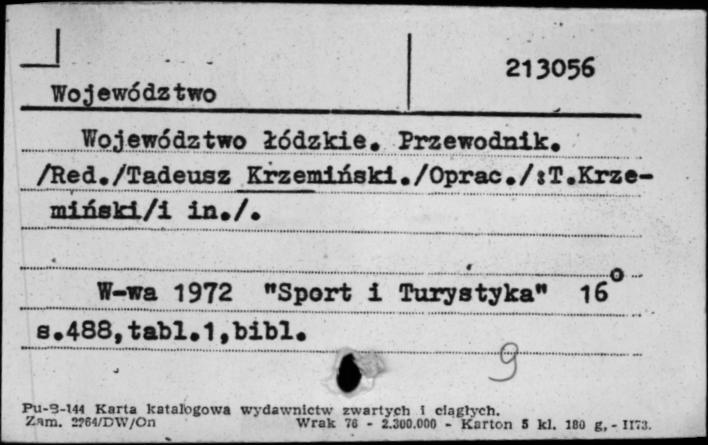 213056
Województwo
Województwo łódzkie. Przewodnik.
/Red./Tadeusz Krzemiński./Oprac./:T.Krze-
miński/i in./.
W-wa 1972 "Sport i Turystyka" 16°
s.488,tabl.1,bibl.
9
Pu-B-144 Karta katalogowa wydawnictw zwartych i ciągłych.
Zam. 2264/DW/On Wrak 76 - 2.300.000 - Karton 5 kl. 180 g, - II73.